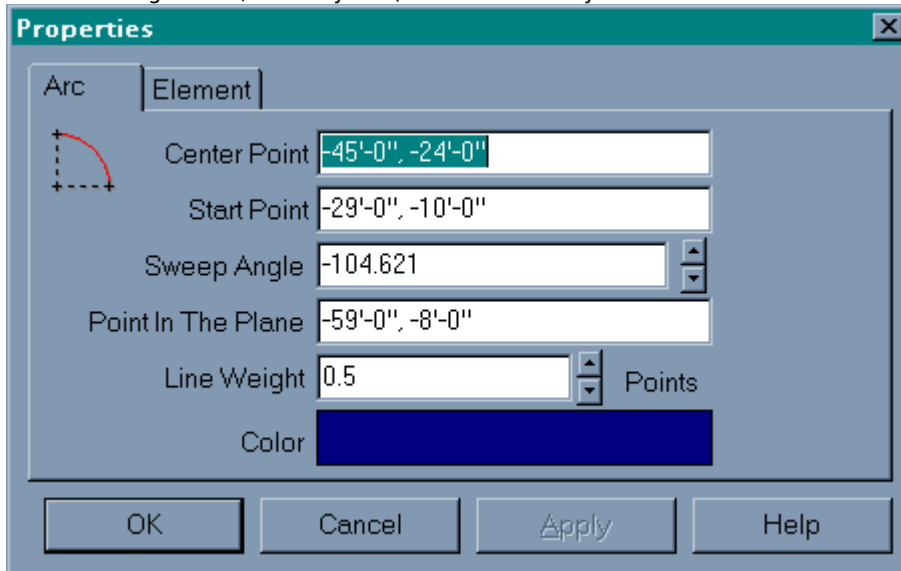 Properties
Arc Element
Center Point -45'-0", -24'-0"
Start Point -29'-0", -10'-0"
Sweep Angle -104.621
Point In The Plane -59'-0", -8'-0"
Line Weight 0.5 Points
Color
OK Cancel Apply Help